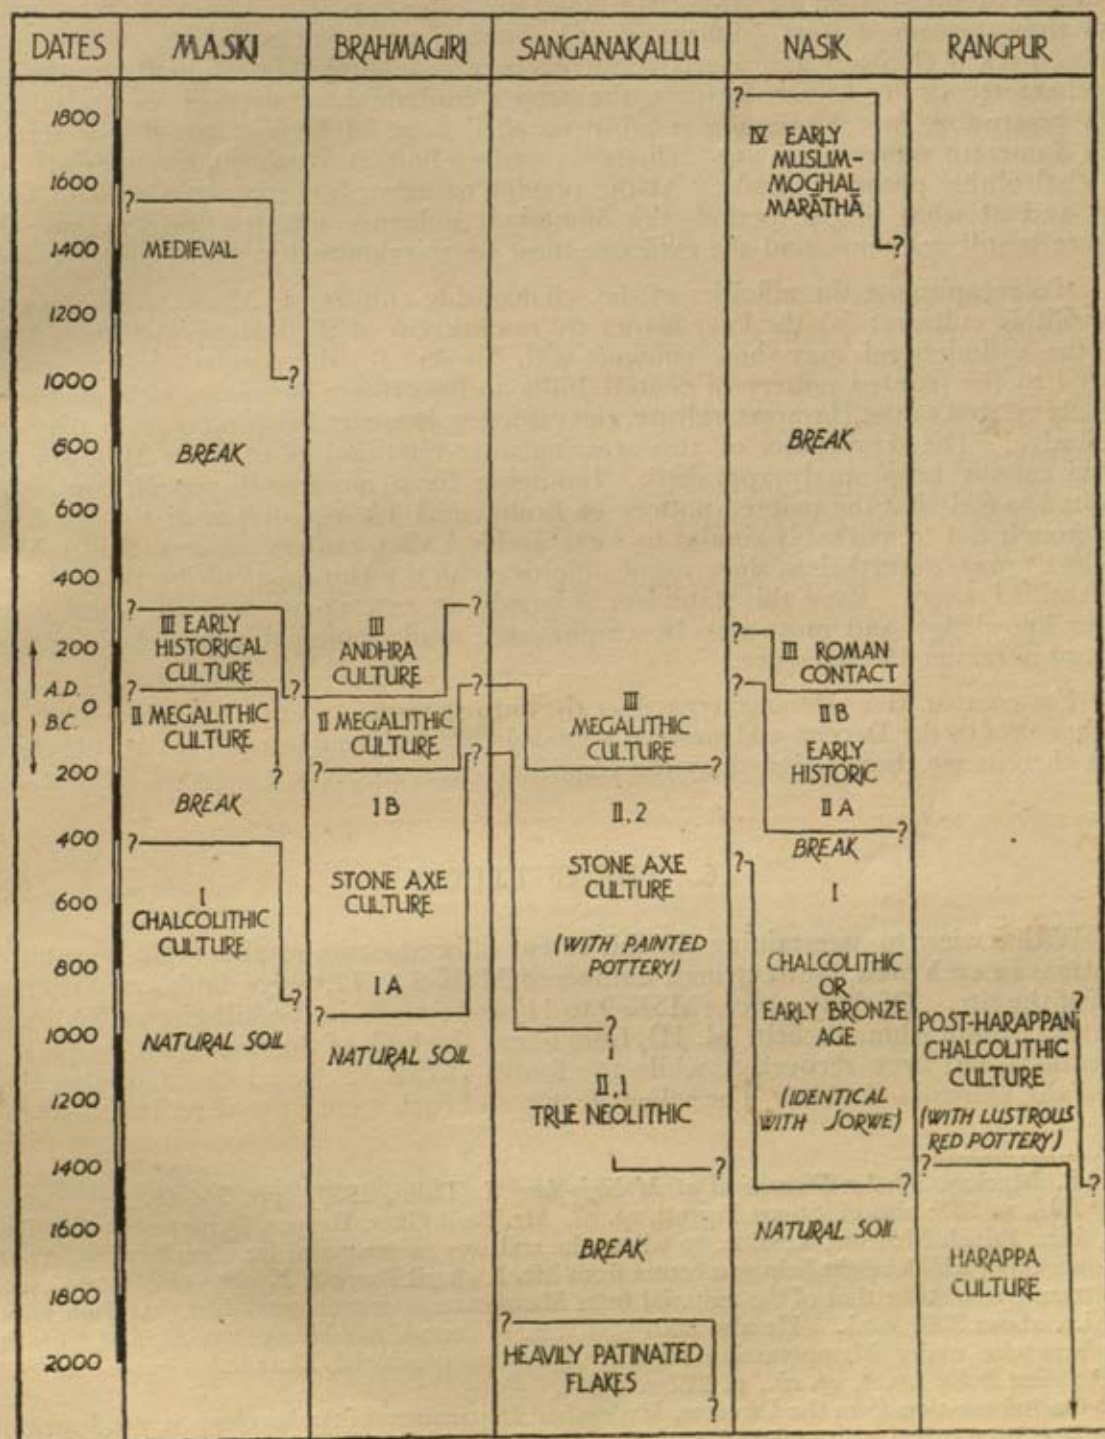 DATES MASKI BRAHMAGIRI SANGANAKALLU NASIK RANGPUR
1800
1600
1400
1200
1000
800
600
400
200
A.D.
0
B.C.
200
400
600
800
1000
1200
1400
1600
1800
2000
?
MEDIEVAL
?
BREAK
?
III EARLY
HISTORICAL
CULTURE
?
?
II MEGALITHIC
CULTURE
?
BREAK
?
I
CHALCOLITHIC
CULTURE
?
NATURAL SOIL
?
III
ANDHRA
CULTURE
?
II MEGALITHIC
CULTURE
?
?
I B
STONE AXE
CULTURE
I A
?
NATURAL SOIL
III
MEGALITHIC
CULTURE
?
II.2
STONE AXE
CULTURE
(WITH PAINTED
POTTERY)
?
II.1
TRUE NEOLITHIC
?
BREAK
?
HEAVILY PATINATED
FLAKES
?
?
IV EARLY
MUSLIM-
MOGHAL
MARĀTHĀ
?
BREAK
?
III ROMAN
CONTACT
?
II B
EARLY
HISTORIC
II A
?
BREAK
?
I
CHALCOLITHIC
OR
EARLY BRONZE
AGE
(IDENTICAL
WITH JORWE)
?
NATURAL SOIL
?
POST-HARAPPAN
CHALCOLITHIC
CULTURE
(WITH LUSTROUS
RED POTTERY)
?
?
HARAPPA
CULTURE